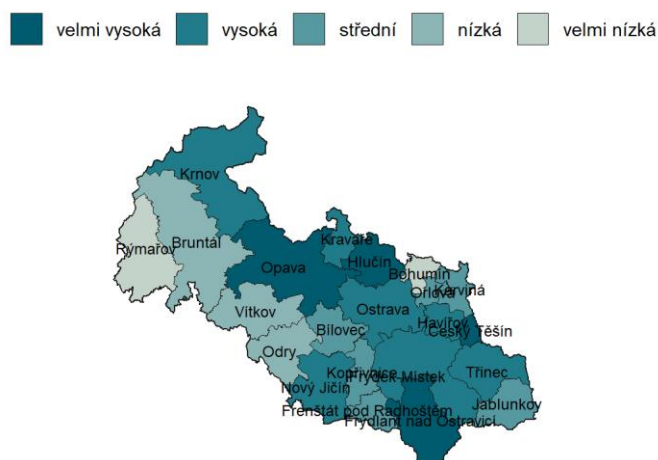 velmi vysoká
vysoká
střední
nízká
velmi nízká
Krnov
Rýmařov
Bruntál
Kravaře
Hlučín
Opava
Bohumín
Orlová
Karviná
Vítkov
Ostrava
Bílovec
Havířov
Český Těšín
Odry
Kopřivnice
Frýdek-Místek
Třinec
Nový Jičín
Jablunkov
Frenštát pod Radhoštěm
Frýdlant nad Ostravicí